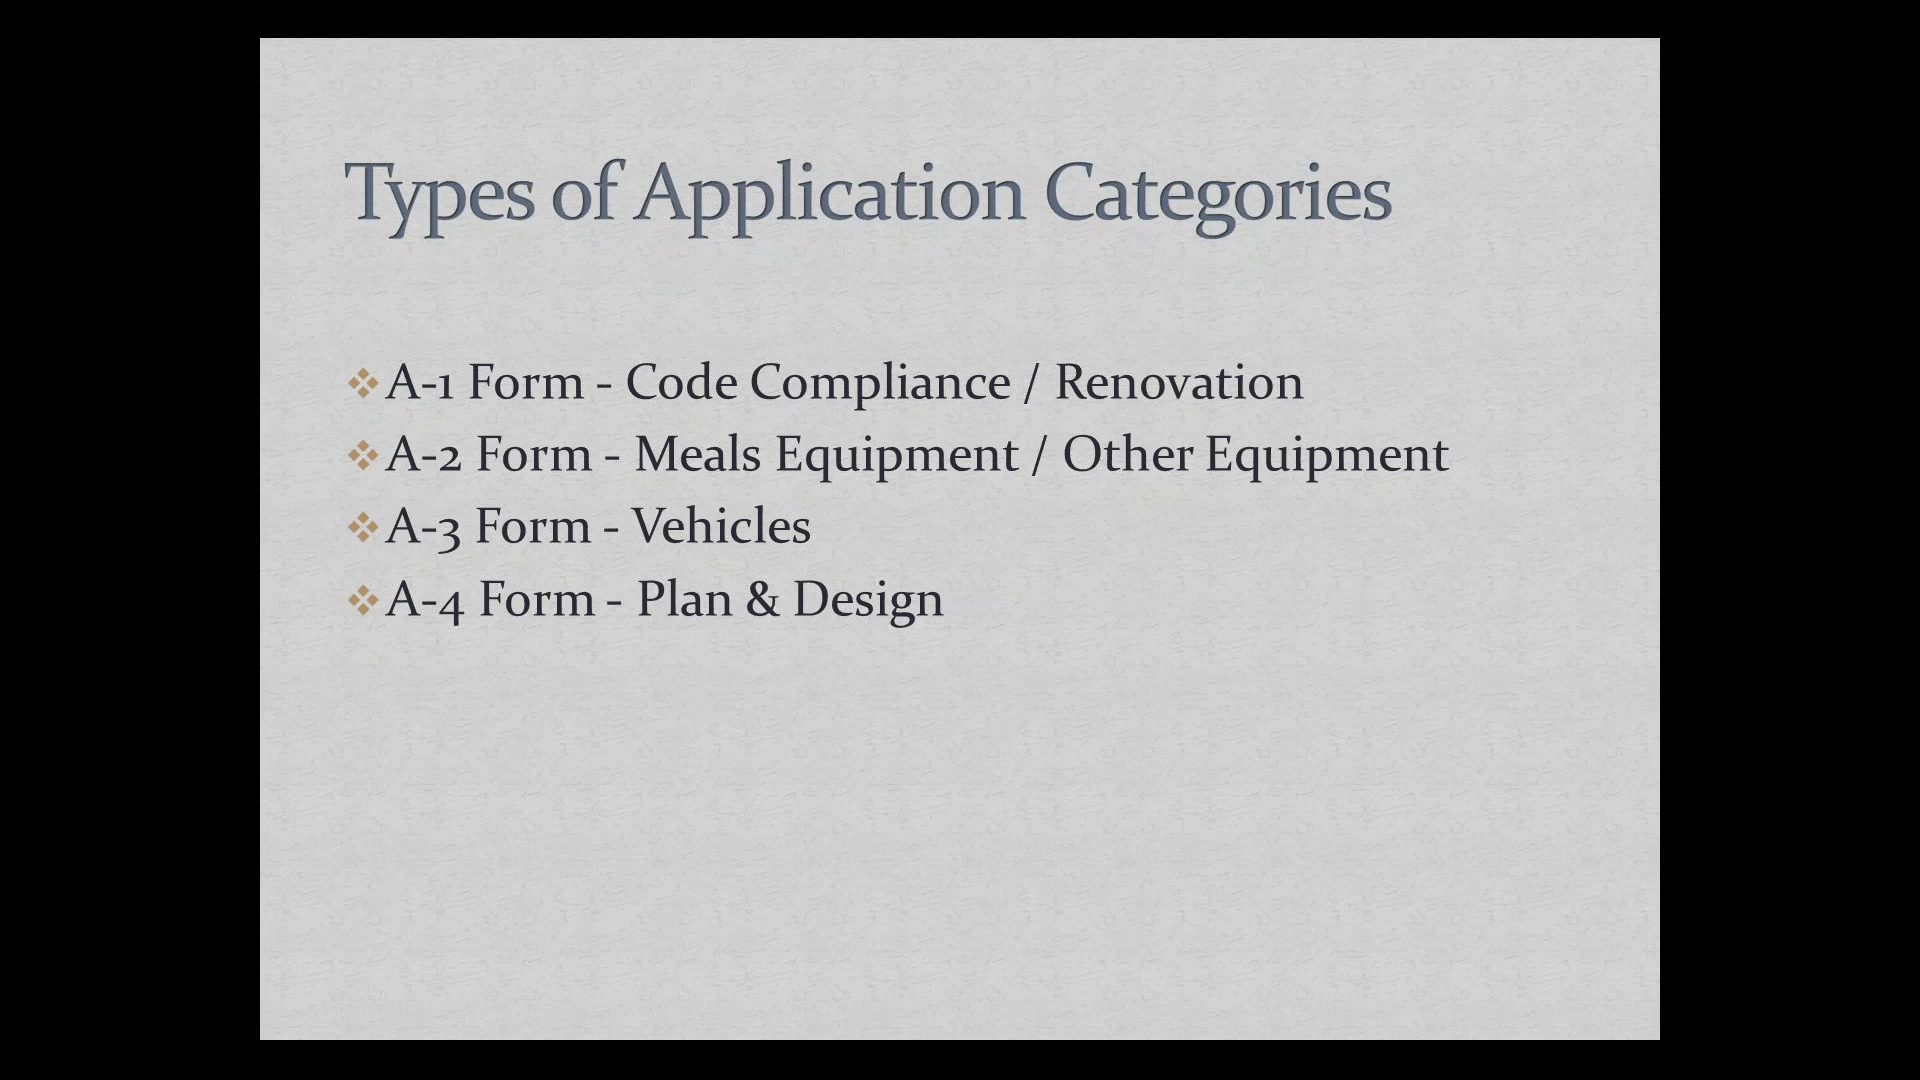 Types of Application Categories
A-1 Form - Code Compliance / Renovation
A-2 Form - Meals Equipment / Other Equipment
A-3 Form - Vehicles
A-4 Form - Plan & Design